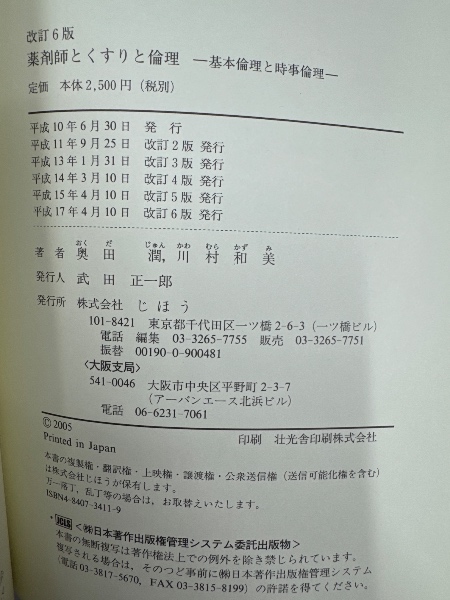 改訂6版
薬剤師とくすりと倫理 ―基本倫理と時事倫理―
定価 本体2,500円(税別)
平成10年6月30日 発 行
平成11年9月25日 改訂2版 発行
平成13年1月31日 改訂3版 発行
平成14年3月10日 改訂4版 発行
平成15年4月10日 改訂5版 発行
平成17年4月10日 改訂6版 発行
おく だ じゅん かわ むら かず み
著 者 奥 田 潤, 川 村 和 美
発行人 武 田 正一郎
発行所 株式会社 じ ほ う
101-8421 東京都千代田区一ツ橋2-6-3(一ツ橋ビル)
電話 編集 03-3265-7755 販売 03-3265-7751
振替 00190-0-900481
<大阪支局>
541-0046 大阪市中央区平野町2-3-7
(アーバンエース北浜ビル)
電話 06-6231-7061
©2005
Printed in Japan 印刷 壮光舎印刷株式会社
本書の複製権・翻訳権・上映権・譲渡権・公衆送信権(送信可能化権を含む)
は株式会社じほうが保有します。
万一落丁,乱丁等の場合は,お取替えいたします。
ISBN4-8407-3411-9
・JCLS <㈱日本著作出版権管理システム委託出版物>
本書の無断複写は著作権法上での例外を除き禁じられています。
複写される場合は,そのつど事前に㈱日本著作出版権管理システム
(電話 03-3817-5670, FAX 03-3815-8199)の許諾を得てください。